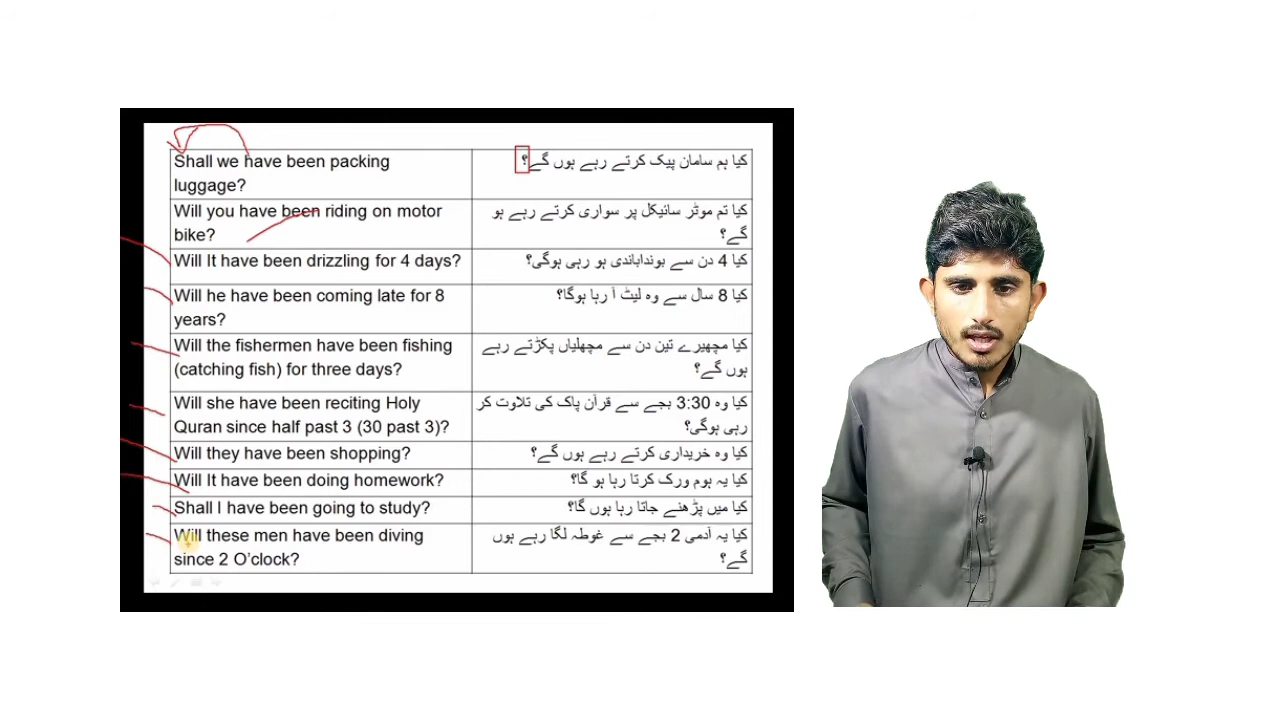 Shall we have been packing
luggage?
کیا ہم سامان پیک کرتے رہے ہوں گے؟
Will you have been riding on motor
bike?
کیا تم موٹر سائیکل پر سواری کرتے رہے ہو
گے؟
Will It have been drizzling for 4 days?
کیا 4 دن سے بونداباندی ہو رہی ہوگی؟
Will he have been coming late for 8
years?
کیا 8 سال سے وہ لیٹ آ رہا ہوگا؟
Will the fishermen have been fishing
(catching fish) for three days?
کیا مچھیرے تین دن سے مچھلیاں پکڑتے رہے
ہوں گے؟
Will she have been reciting Holy
Quran since half past 3 (30 past 3)?
کیا وہ 3:30 بجے سے قرآن پاک کی تلاوت کر
رہی ہوگی؟
Will they have been shopping?
کیا وہ خریداری کرتے رہے ہوں گے؟
Will It have been doing homework?
کیا یہ ہوم ورک کرتا رہا ہو گا؟
Shall I have been going to study?
کیا میں پڑھنے جاتا رہا ہوں گا؟
Will these men have been diving
since 2 O'clock?
کیا یہ آدمی 2 بجے سے غوطہ لگا رہے ہوں
گے؟